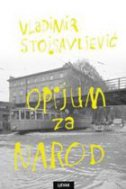 Vladimir
Stojsavljević
Opijum
za
NAROD